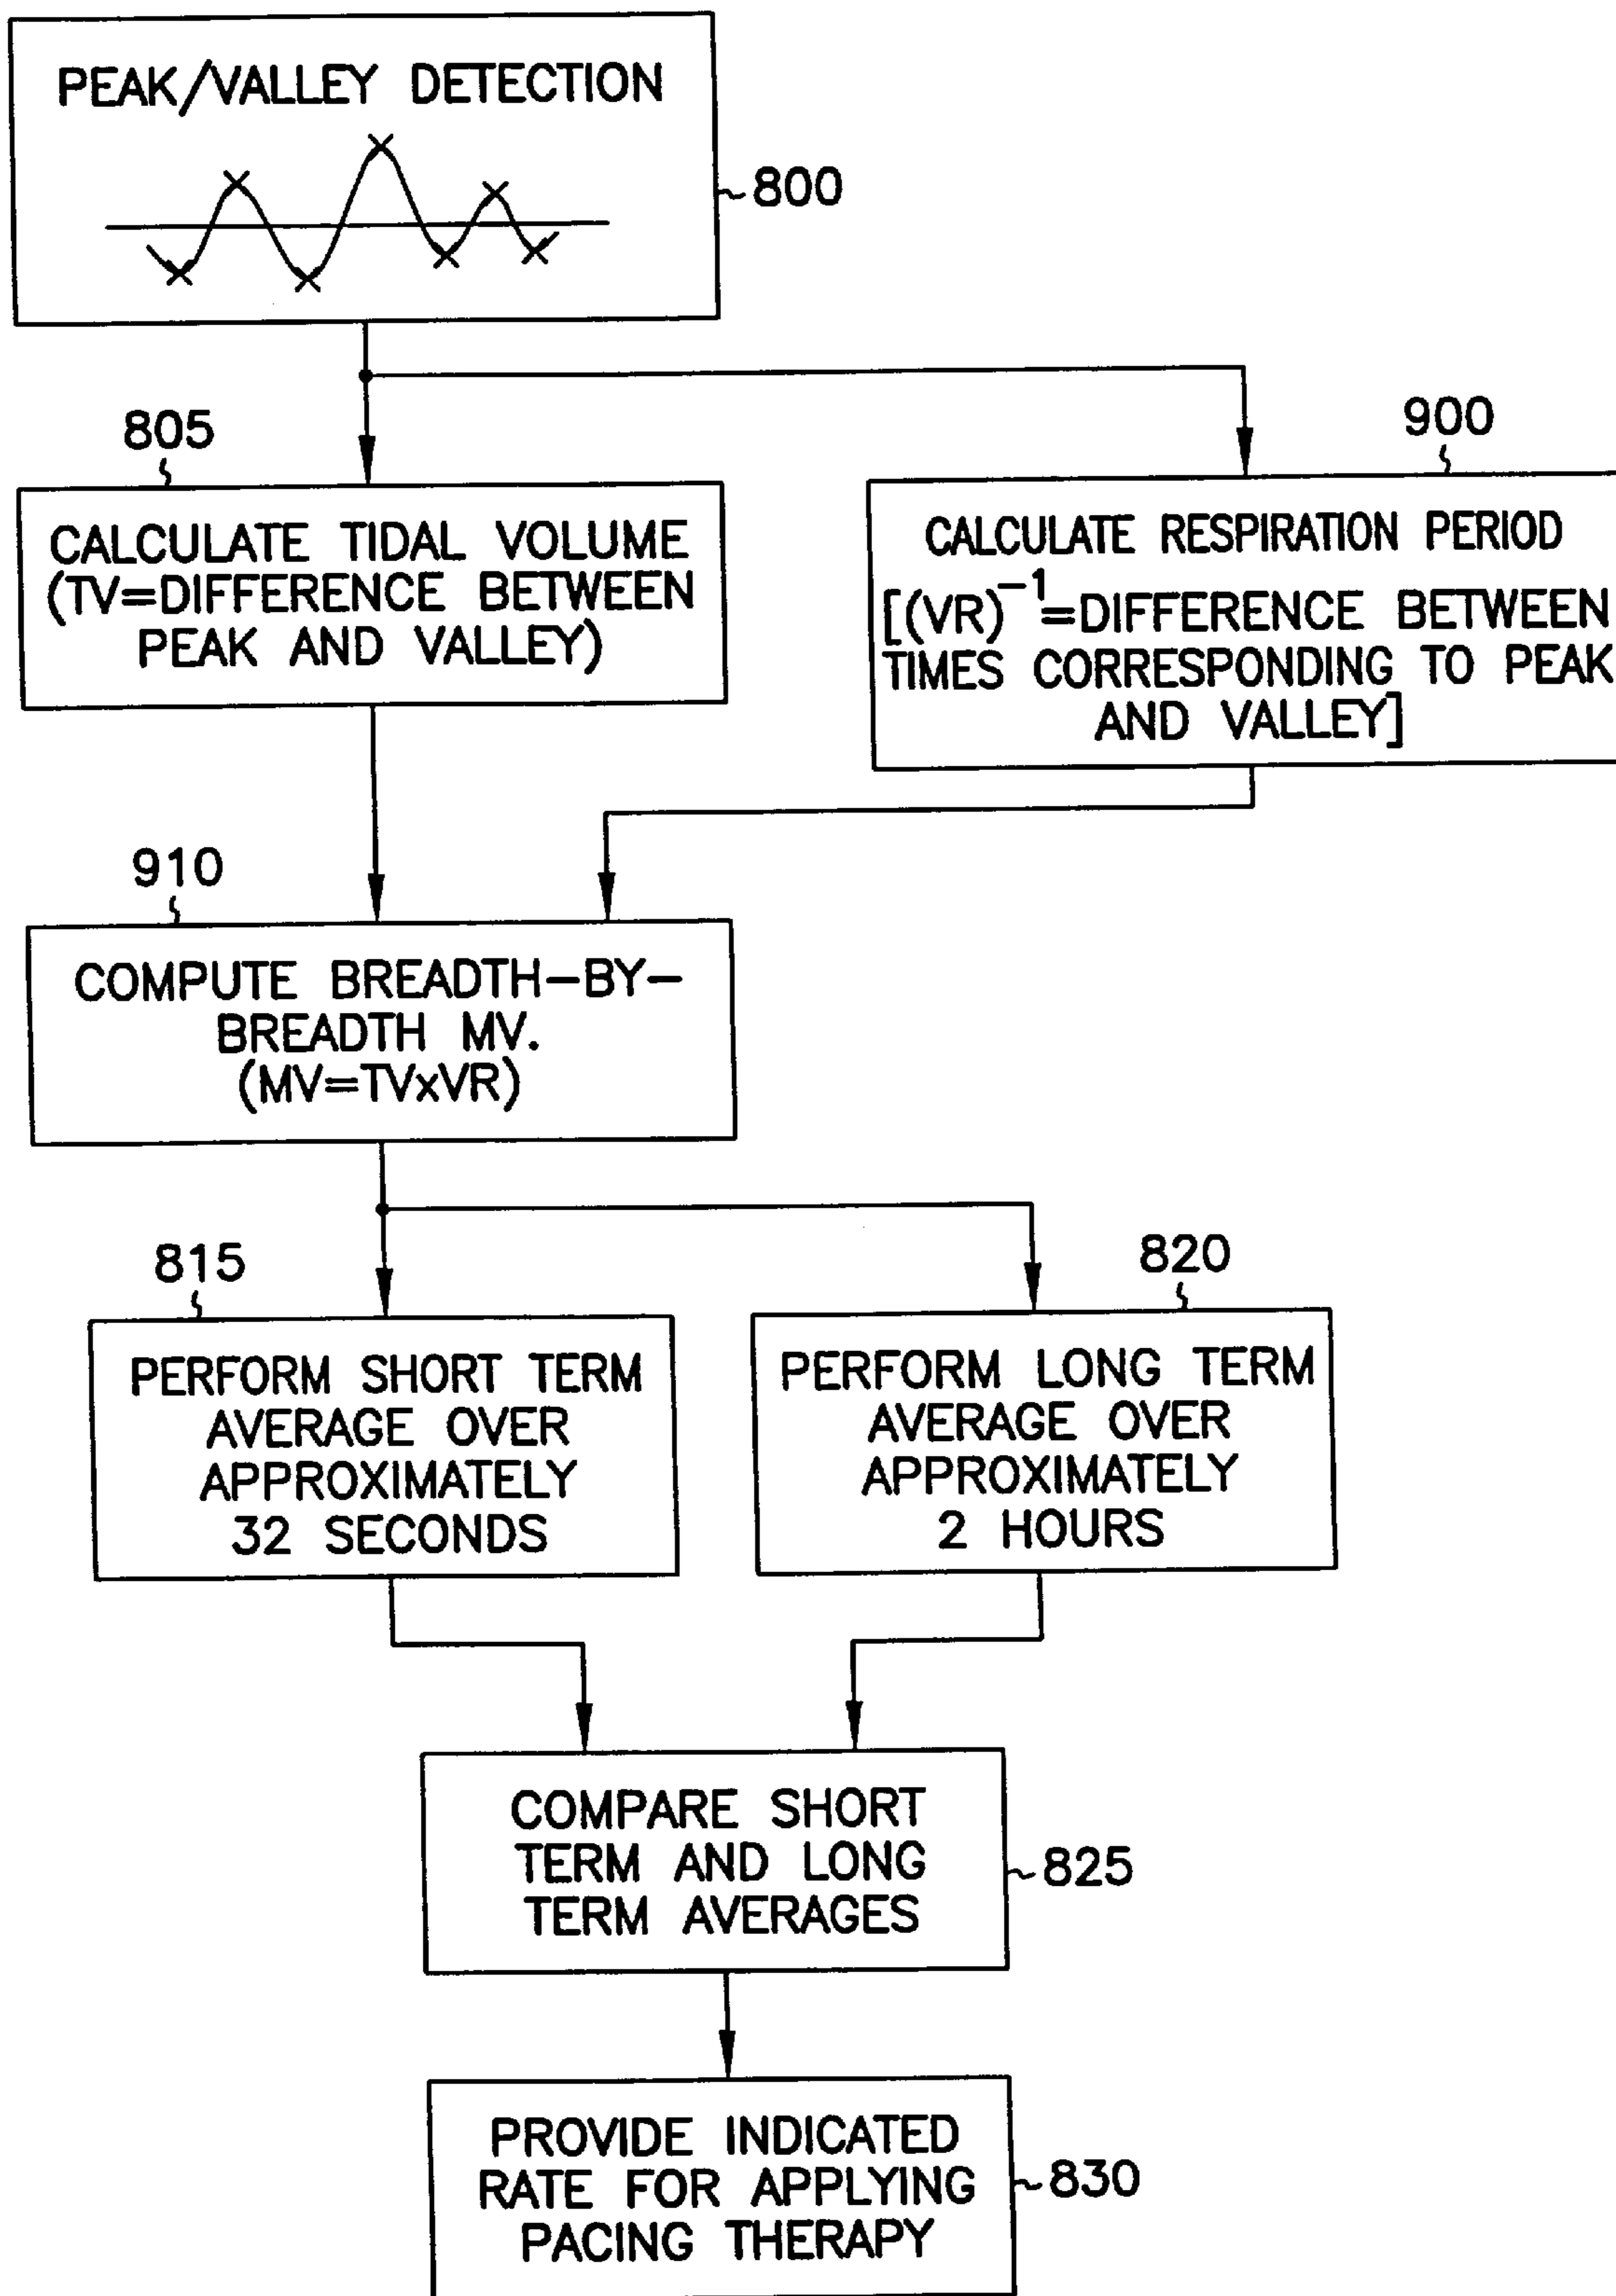 PEAK/VALLEY DETECTION
800
805
CALCULATE TIDAL VOLUME
(TV=DIFFERENCE BETWEEN
PEAK AND VALLEY)
900
CALCULATE RESPIRATION PERIOD
[(VR)⁻¹=DIFFERENCE BETWEEN
TIMES CORRESPONDING TO PEAK
AND VALLEY]
910
COMPUTE BREADTH-BY-
BREADTH MV.
(MV=TVxVR)
815
PERFORM SHORT TERM
AVERAGE OVER
APPROXIMATELY
32 SECONDS
820
PERFORM LONG TERM
AVERAGE OVER
APPROXIMATELY
2 HOURS
COMPARE SHORT
TERM AND LONG
TERM AVERAGES
825
PROVIDE INDICATED
RATE FOR APPLYING
PACING THERAPY
830